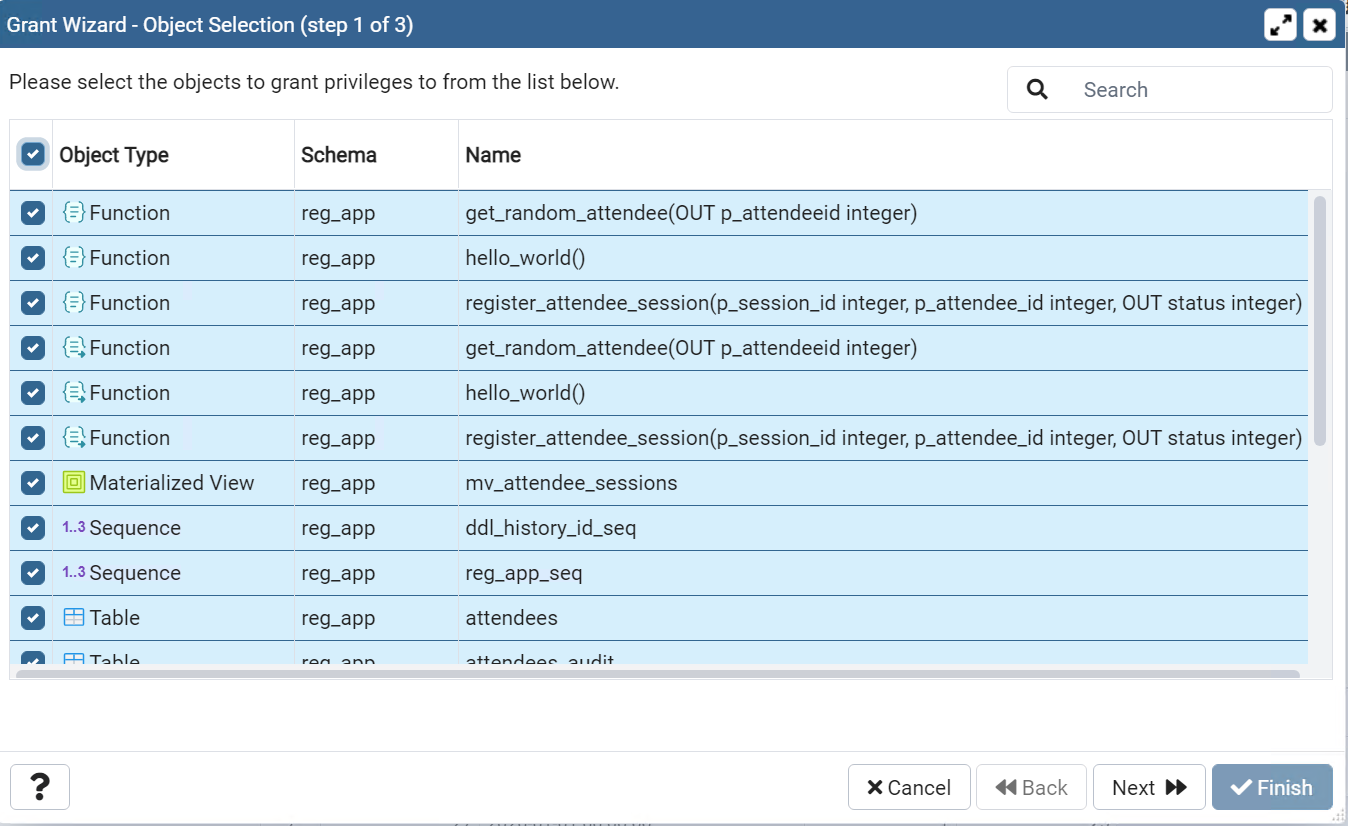 Grant Wizard - Object Selection (step 1 of 3)
Please select the objects to grant privileges to from the list below.
Search
Object Type Schema Name
Function reg_app get_random_attendee(OUT p_attendeeid integer)
Function reg_app hello_world()
Function reg_app register_attendee_session(p_session_id integer, p_attendee_id integer, OUT status integer)
Function reg_app get_random_attendee(OUT p_attendeeid integer)
Function reg_app hello_world()
Function reg_app register_attendee_session(p_session_id integer, p_attendee_id integer, OUT status integer)
Materialized View reg_app mv_attendee_sessions
1..3 Sequence reg_app ddl_history_id_seq
1..3 Sequence reg_app reg_app_seq
Table reg_app attendees
Table reg_app attendees_audit
? Cancel Back Next Finish